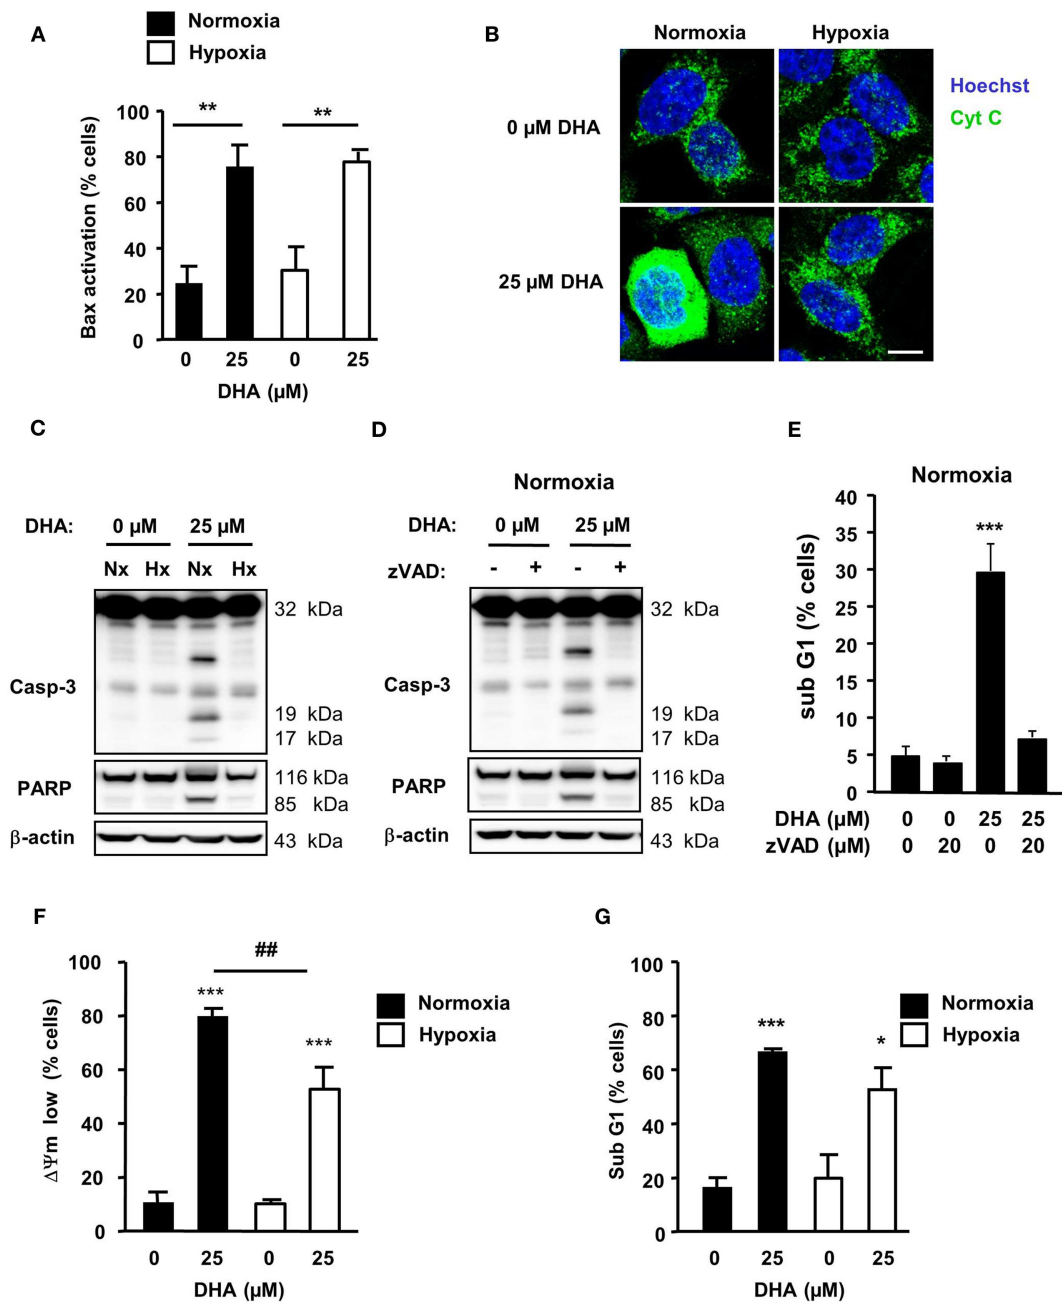 A
Normoxia
Hypoxia
Bax activation (% cells)
100
80
60
40
20
0
**
**
0
25
0
25
DHA (µM)
B
Normoxia
Hypoxia
0 µM DHA
25 µM DHA
Hoechst
Cyt C
C
DHA:
0 µM
25 µM
Nx
Hx
Nx
Hx
Casp-3
32 kDa
19 kDa
17 kDa
PARP
116 kDa
85 kDa
β-actin
43 kDa
D
Normoxia
DHA:
0 µM
25 µM
zVAD:
-
+
-
+
Casp-3
32 kDa
19 kDa
17 kDa
PARP
116 kDa
85 kDa
β-actin
43 kDa
E
Normoxia
sub G1 (% cells)
40
35
30
25
20
15
10
5
0
***
DHA (µM)
0
0
25
25
zVAD (µM)
0
20
0
20
F
ΔΨm low (% cells)
100
80
60
40
20
0
***
##
***
Normoxia
Hypoxia
0
25
0
25
DHA (µM)
G
Sub G1 (% cells)
100
80
60
40
20
0
***
*
Normoxia
Hypoxia
0
25
0
25
DHA (µM)